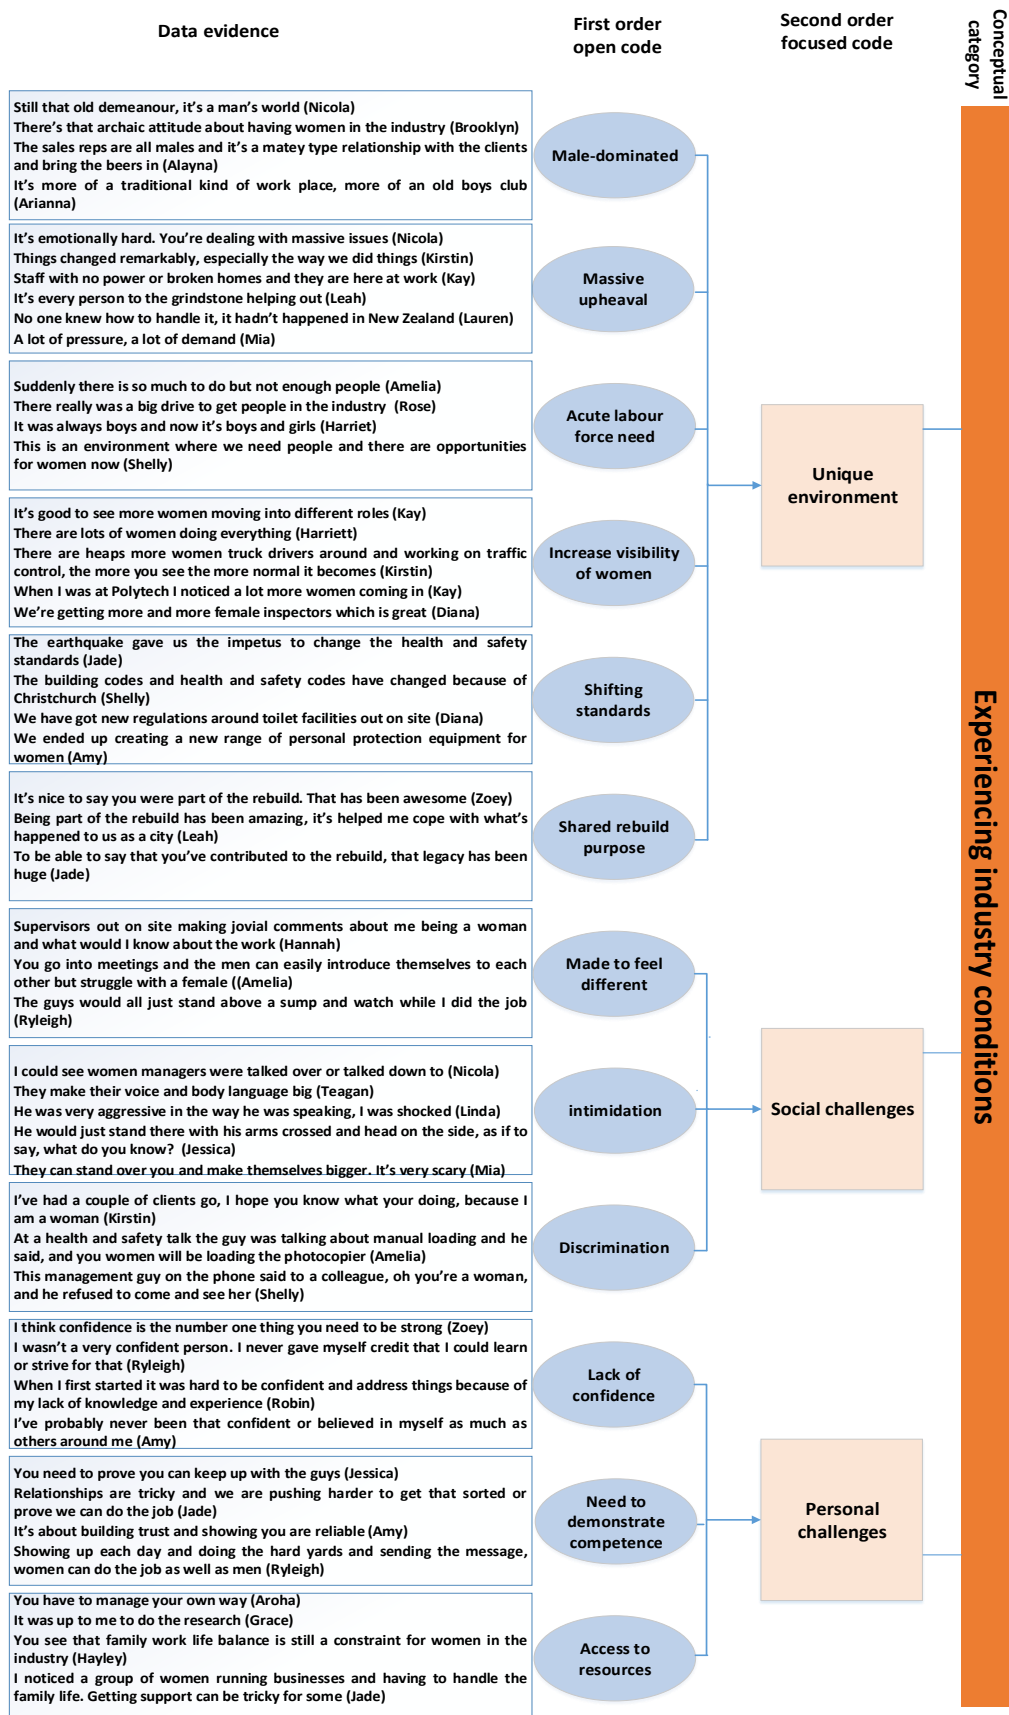 Data evidence
First order
open code
Second order
focused code
Conceptual
category
Still that old demeanour, it's a man's world (Nicola)
There's that archaic attitude about having women in the industry (Brooklyn)
The sales reps are all males and it's a matey type relationship with the clients
and bring the beers in (Alayna)
It's more of a traditional kind of work place, more of an old boys club
(Arianna)
Male-dominated
It's emotionally hard. You're dealing with massive issues (Nicola)
Things changed remarkably, especially the way we did things (Kirstin)
Staff with no power or broken homes and they are here at work (Kay)
It's every person to the grindstone helping out (Leah)
No one knew how to handle it, it hadn't happened in New Zealand (Lauren)
A lot of pressure, a lot of demand (Mia)
Massive
upheaval
Suddenly there is so much to do but not enough people (Amelia)
There really was a big drive to get people in the industry (Rose)
It was always boys and now it's boys and girls (Harriet)
This is an environment where we need people and there are opportunities
for women now (Shelly)
Acute labour
force need
Unique
environment
It's good to see more women moving into different roles (Kay)
There are lots of women doing everything (Harriett)
There are heaps more women truck drivers around and working on traffic
control, the more you see the more normal it becomes (Kirstin)
When I was at Polytech I noticed a lot more women coming in (Kay)
We're getting more and more female inspectors which is great (Diana)
Increase visibility
of women
The earthquake gave us the impetus to change the health and safety
standards (Jade)
The building codes and health and safety codes have changed because of
Christchurch (Shelly)
We have got new regulations around toilet facilities out on site (Diana)
We ended up creating a new range of personal protection equipment for
women (Amy)
Shifting
standards
It's nice to say you were part of the rebuild. That has been awesome (Zoey)
Being part of the rebuild has been amazing, it's helped me cope with what's
happened to us as a city (Leah)
To be able to say that you've contributed to the rebuild, that legacy has been
huge (Jade)
Shared rebuild
purpose
Experiencing industry conditions
Supervisors out on site making jovial comments about me being a woman
and what would I know about the work (Hannah)
You go into meetings and the men can easily introduce themselves to each
other but struggle with a female ((Amelia)
The guys would all just stand above a sump and watch while I did the job
(Ryleigh)
Made to feel
different
I could see women managers were talked over or talked down to (Nicola)
They make their voice and body language big (Teagan)
He was very aggressive in the way he was speaking, I was shocked (Linda)
He would just stand there with his arms crossed and head on the side, as if to
say, what do you know? (Jessica)
They can stand over you and make themselves bigger. It's very scary (Mia)
intimidation
Social challenges
I've had a couple of clients go, I hope you know what your doing, because I
am a woman (Kirstin)
At a health and safety talk the guy was talking about manual loading and he
said, and you women will be loading the photocopier (Amelia)
This management guy on the phone said to a colleague, oh you're a woman,
and he refused to come and see her (Shelly)
Discrimination
I think confidence is the number one thing you need to be strong (Zoey)
I wasn't a very confident person. I never gave myself credit that I could learn
or strive for that (Ryleigh)
When I first started it was hard to be confident and address things because of
my lack of knowledge and experience (Robin)
I've probably never been that confident or believed in myself as much as
others around me (Amy)
Lack of
confidence
You need to prove you can keep up with the guys (Jessica)
Relationships are tricky and we are pushing harder to get that sorted or
prove we can do the job (Jade)
It's about building trust and showing you are reliable (Amy)
Showing up each day and doing the hard yards and sending the message,
women can do the job as well as men (Ryleigh)
Need to
demonstrate
competence
Personal
challenges
You have to manage your own way (Aroha)
It was up to me to do the research (Grace)
You see that family work life balance is still a constraint for women in the
industry (Hayley)
I noticed a group of women running businesses and having to handle the
family life. Getting support can be tricky for some (Jade)
Access to
resources